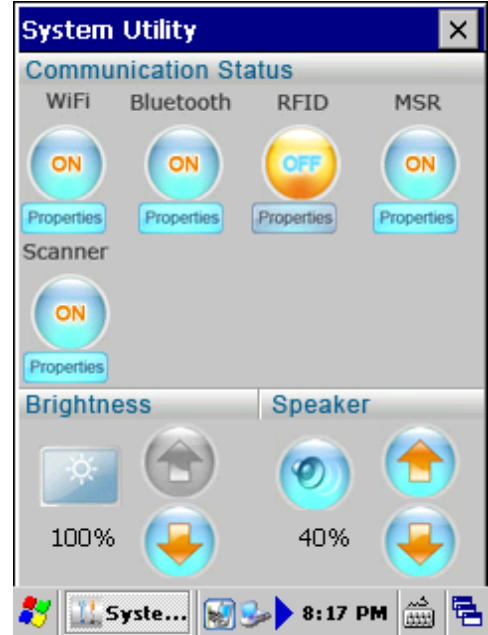 System Utility
Communication Status
WiFi Bluetooth RFID MSR
ON ON OFF ON
Properties Properties Properties Properties
Scanner
ON
Properties
Brightness Speaker
100% 40%
Syste... 8:17 PM